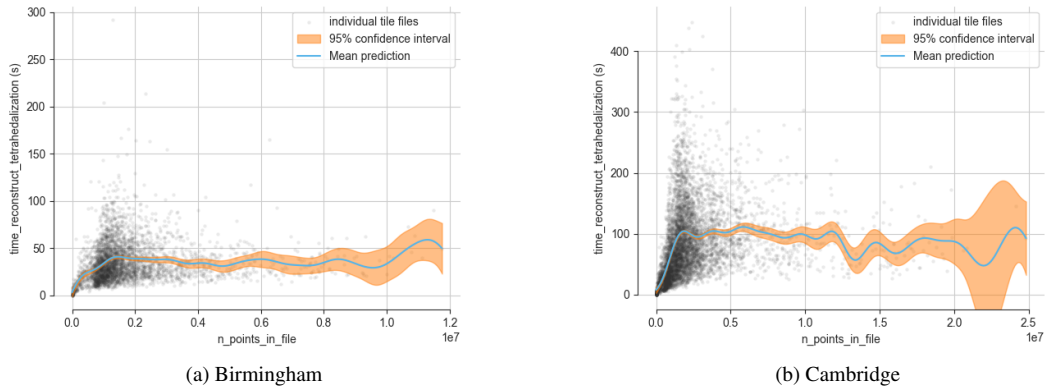 300
250
200
150
100
50
0
time_reconstruct_tetrahedalization (s)
individual tile files
95% confidence interval
Mean prediction
0.0 0.2 0.4 0.6 0.8 1.0 1.2
1e7
n_points_in_file
(a) Birmingham
400
300
200
100
0
time_reconstruct_tetrahedalization (s)
individual tile files
95% confidence interval
Mean prediction
0.0 0.5 1.0 1.5 2.0 2.5
1e7
n_points_in_file
(b) Cambridge